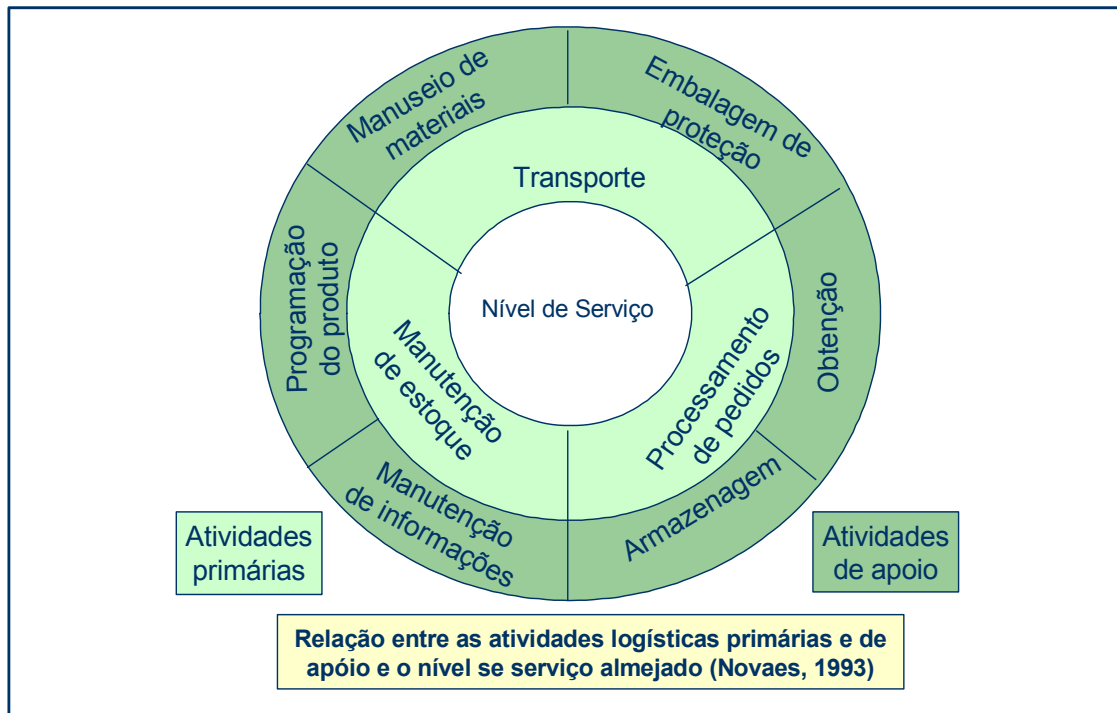 Manuseio de
materiais
Embalagem de
proteção
Transporte
Programação
do produto
Nível de Serviço
Obtenção
Manutenção
de estoque
Processamento
de pedidos
Manutenção
de informações
Armazenagem
Atividades
primárias
Atividades
de apoio
Relação entre as atividades logísticas primárias e de
apóio e o nível se serviço almejado (Novaes, 1993)